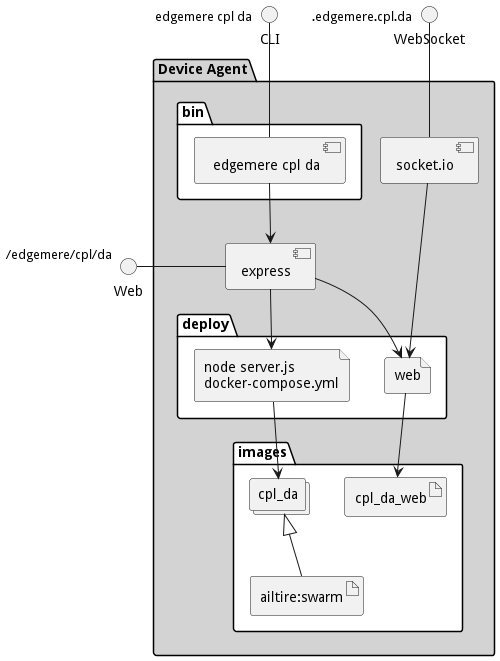 edgemere cpl da
.edgemere.cpl.da
CLI
WebSocket
Device Agent
bin
edgemere cpl da
socket.io
/edgemere/cpl/da
express
Web
deploy
node server.js
docker-compose.yml
web
images
cpl_da
cpl_da_web
ailtire:swarm